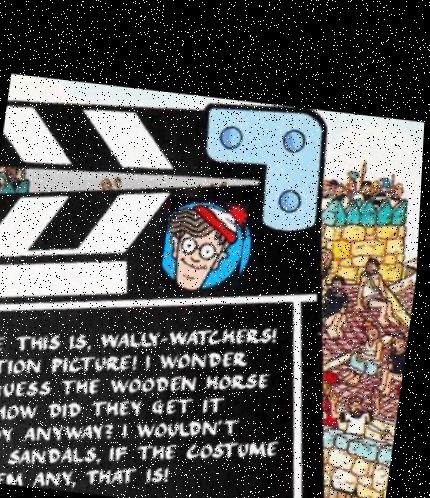 THIS IS, WALLY-WATCHERS!
TION PICTURE! I WONDER
UESS THE WOODEN HORSE
HOW DID THEY GET IT
ANYWAY? I WOULDN'T
SANDALS, IF THE COSTUME
ANY, THAT IS!